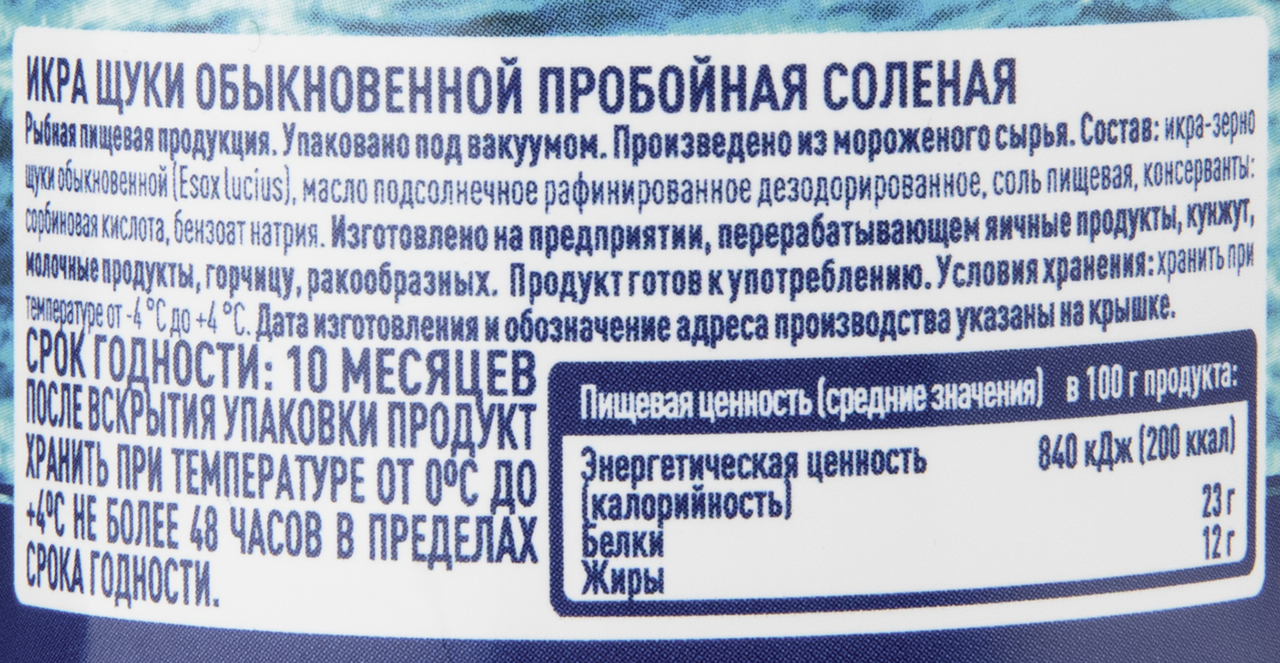 ИКРА ЩУКИ ОБЫКНОВЕННОЙ ПРОБОЙНАЯ СОЛЕНАЯ
Рыбная пищевая продукция. Упаковано под вакуумом. Произведено из мороженого сырья. Состав: икра-зерно
щуки обыкновенной (Esox lucius), масло подсолнечное рафинированное дезодорированное, соль пищевая, консерванты:
сорбиновая кислота, бензоат натрия. Изготовлено на предприятии, перерабатывающем яичные продукты, кунжут,
молочные продукты, горчицу, ракообразных. Продукт готов к употреблению. Условия хранения: хранить при
температуре от -4 °С до +4 °С. Дата изготовления и обозначение адреса производства указаны на крышке.
СРОК ГОДНОСТИ: 10 МЕСЯЦЕВ
ПОСЛЕ ВСКРЫТИЯ УПАКОВКИ ПРОДУКТ
ХРАНИТЬ ПРИ ТЕМПЕРАТУРЕ ОТ 0°С ДО
+4°С НЕ БОЛЕЕ 48 ЧАСОВ В ПРЕДЕЛАХ
СРОКА ГОДНОСТИ.
Пищевая ценность (средние значения) в 100 г продукта:
Энергетическая ценность 840 кДж (200 ккал)
(калорийность)
Белки 23 г
Жиры 12 г